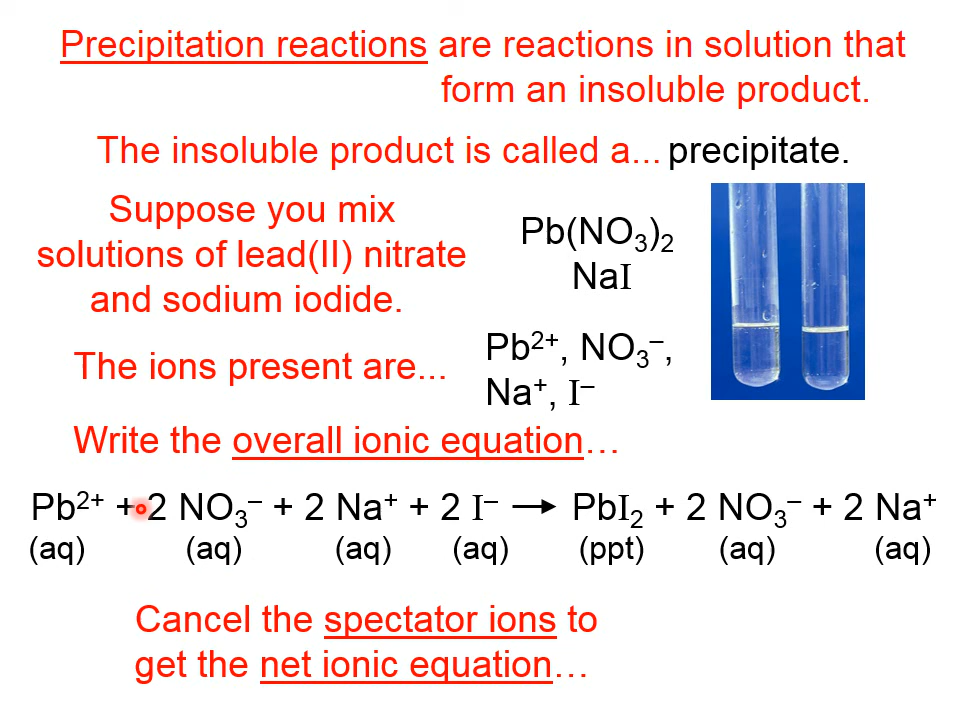 Precipitation reactions are reactions in solution that
form an insoluble product.
The insoluble product is called a... precipitate.
Suppose you mix
solutions of lead(II) nitrate
and sodium iodide.
Pb(NO₃)₂
NaI
The ions present are...
Pb²⁺, NO₃⁻,
Na⁺, I⁻
Write the overall ionic equation…
Pb²⁺ + 2 NO₃⁻ + 2 Na⁺ + 2 I⁻ → PbI₂ + 2 NO₃⁻ + 2 Na⁺
(aq) (aq) (aq) (aq) (ppt) (aq) (aq)
Cancel the spectator ions to
get the net ionic equation…